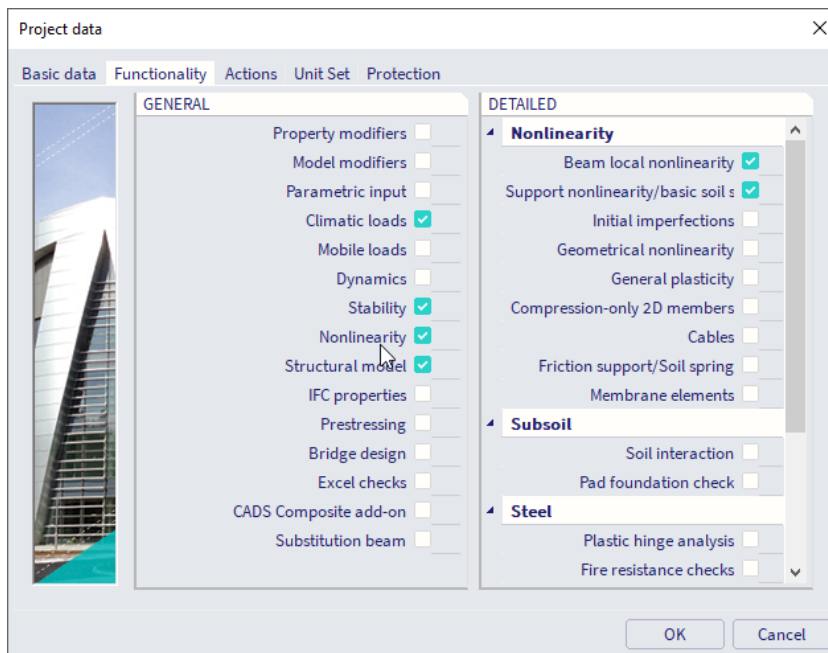 Project data
Basic data Functionality Actions Unit Set Protection
GENERAL
Property modifiers
Model modifiers
Parametric input
Climatic loads
Mobile loads
Dynamics
Stability
Nonlinearity
Structural model
IFC properties
Prestressing
Bridge design
Excel checks
CADS Composite add-on
Substitution beam
DETAILED
Nonlinearity
Beam local nonlinearity
Support nonlinearity/basic soil s
Initial imperfections
Geometrical nonlinearity
General plasticity
Compression-only 2D members
Cables
Friction support/Soil spring
Membrane elements
Subsoil
Soil interaction
Pad foundation check
Steel
Plastic hinge analysis
Fire resistance checks
OK Cancel